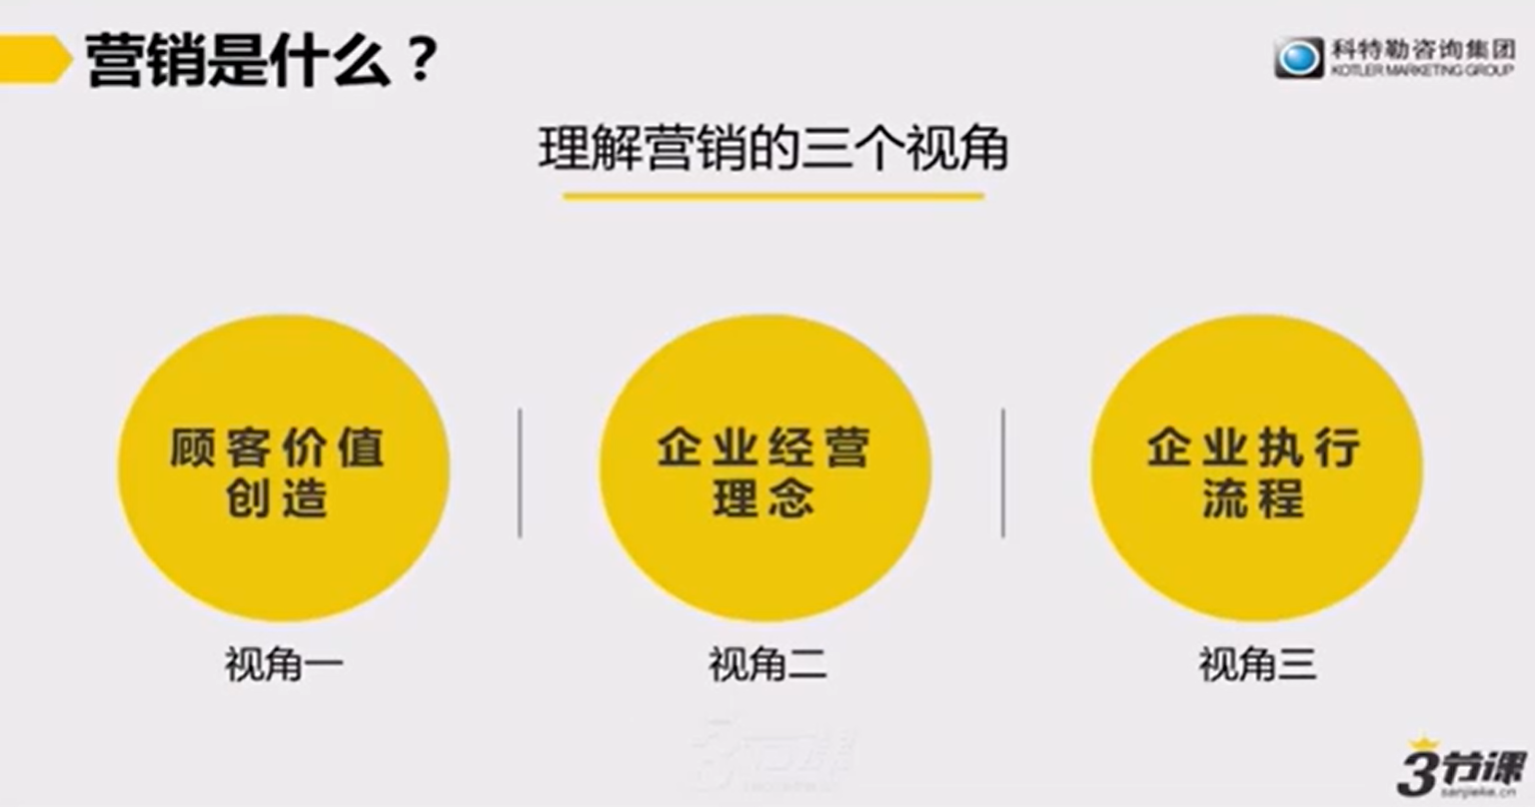 营销是什么？
科特勒咨询集团
KOTLER MARKETING GROUP
理解营销的三个视角
顾客价值
创造
企业经营
理念
企业执行
流程
视角一
视角二
视角三
3节课
sanjieke.cn